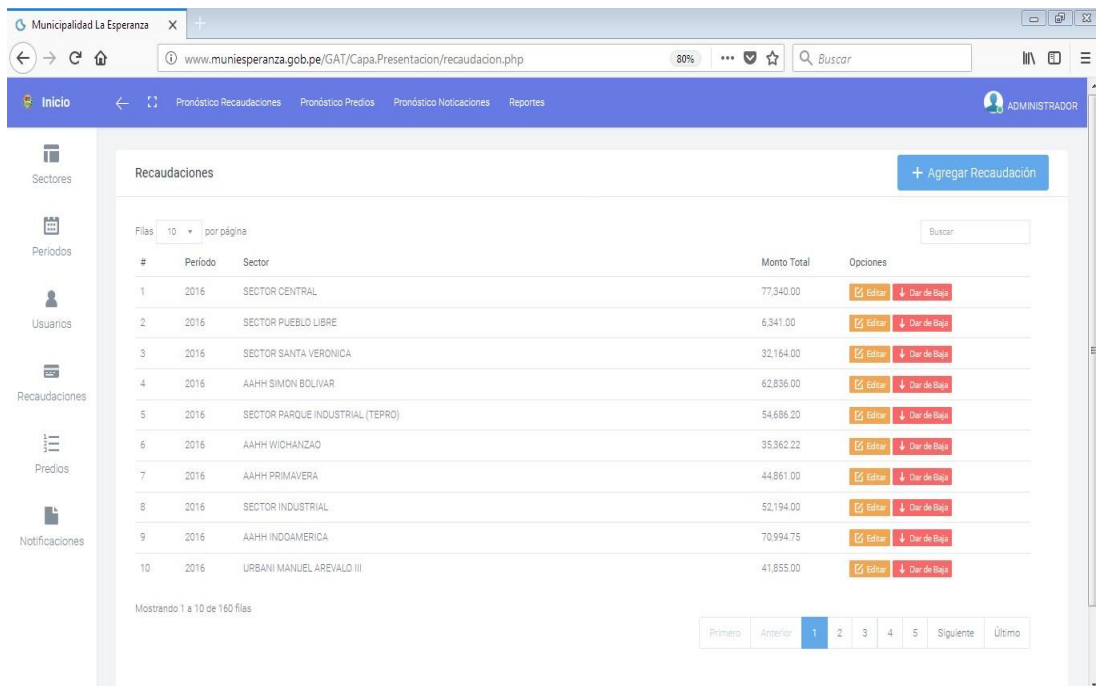 Municipalidad La Esperanza
www.muniesperanza.gob.pe/GAT/Capa.Presentacion/recaudacion.php 80% Buscar
Inicio Pronóstico Recaudaciones Pronóstico Predios Pronóstico Noticaciones Reportes ADMINISTRADOR
Sectores
Periodos
Usuarios
Recaudaciones
Predios
Notificaciones
Recaudaciones + Agregar Recaudación
Filas 10 por página Buscar
# Período Sector Monto Total Opciones
1 2016 SECTOR CENTRAL 77,340.00 Editar Dar de Baja
2 2016 SECTOR PUEBLO LIBRE 6,341.00 Editar Dar de Baja
3 2016 SECTOR SANTA VERONICA 32,164.00 Editar Dar de Baja
4 2016 AAHH SIMON BOLIVAR 62,836.00 Editar Dar de Baja
5 2016 SECTOR PARQUE INDUSTRIAL (TEPRO) 54,686.20 Editar Dar de Baja
6 2016 AAHH WICHANZAO 35,362.22 Editar Dar de Baja
7 2016 AAHH PRIMAVERA 44,861.00 Editar Dar de Baja
8 2016 SECTOR INDUSTRIAL 52,194.00 Editar Dar de Baja
9 2016 AAHH INDOAMERICA 70,994.75 Editar Dar de Baja
10 2016 URBANI MANUEL AREVALO III 41,855.00 Editar Dar de Baja
Mostrando 1 a 10 de 160 filas
Primero Anterior 1 2 3 4 5 Siguiente Último